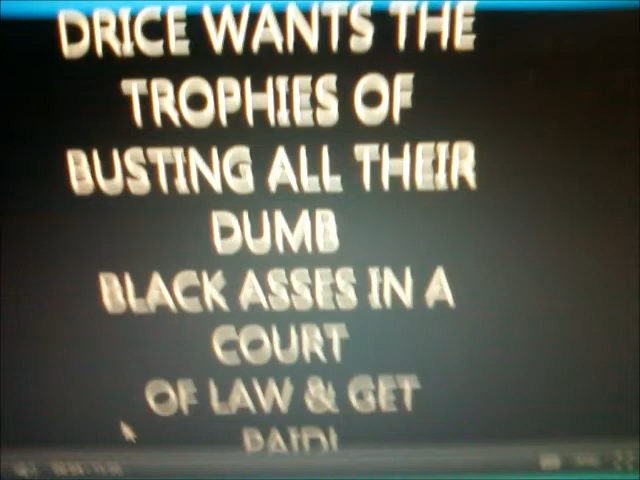 DRICE WANTS THE
TROPHIES OF
BUSTING ALL THEIR
DUMB
BLACK ASSES IN A
COURT
OF LAW & GET
PAID!